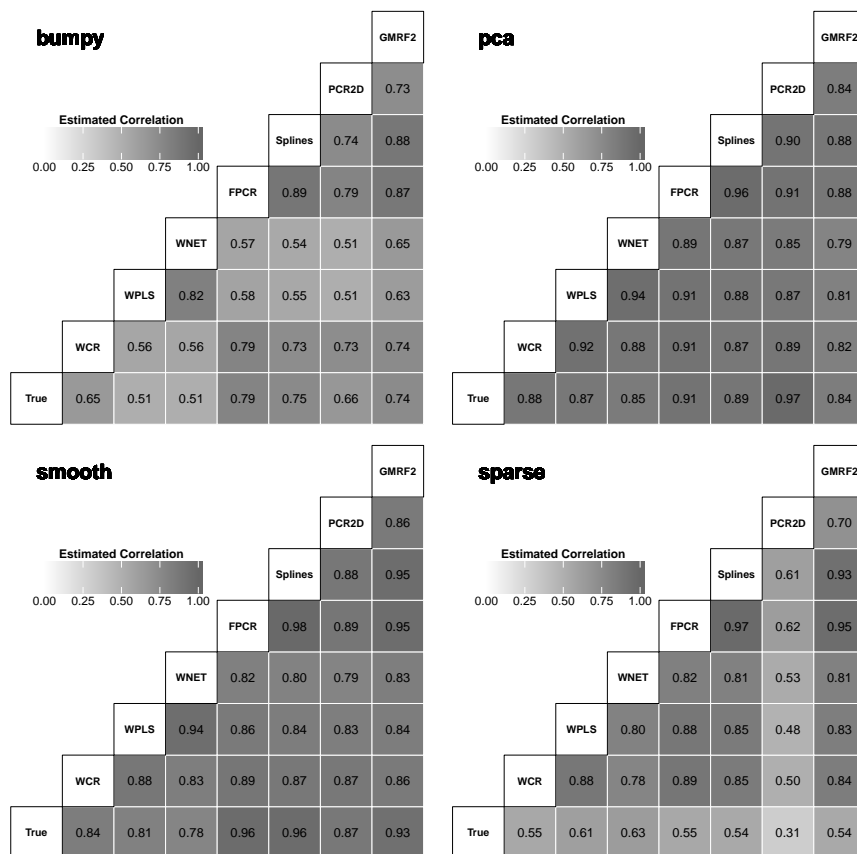 bumpy
GMRF2
PCR2D 0.73
Estimated Correlation
Splines 0.74 0.88
0.00 0.25 0.50 0.75 1.00
FPCR 0.89 0.79 0.87
WNET 0.57 0.54 0.51 0.65
WPLS 0.82 0.58 0.55 0.51 0.63
WCR 0.56 0.56 0.79 0.73 0.73 0.74
True 0.65 0.51 0.51 0.79 0.75 0.66 0.74
pca
GMRF2
PCR2D 0.84
Estimated Correlation
Splines 0.90 0.88
0.00 0.25 0.50 0.75 1.00
FPCR 0.96 0.91 0.88
WNET 0.89 0.87 0.85 0.79
WPLS 0.94 0.91 0.88 0.87 0.81
WCR 0.92 0.88 0.91 0.87 0.89 0.82
True 0.88 0.87 0.85 0.91 0.89 0.97 0.84
smooth
GMRF2
PCR2D 0.86
Estimated Correlation
Splines 0.88 0.95
0.00 0.25 0.50 0.75 1.00
FPCR 0.98 0.89 0.95
WNET 0.82 0.80 0.79 0.83
WPLS 0.94 0.86 0.84 0.83 0.84
WCR 0.88 0.83 0.89 0.87 0.87 0.86
True 0.84 0.81 0.78 0.96 0.96 0.87 0.93
sparse
GMRF2
PCR2D 0.70
Estimated Correlation
Splines 0.61 0.93
0.00 0.25 0.50 0.75 1.00
FPCR 0.97 0.62 0.95
WNET 0.82 0.81 0.53 0.81
WPLS 0.80 0.88 0.85 0.48 0.83
WCR 0.88 0.78 0.89 0.85 0.50 0.84
True 0.55 0.61 0.63 0.55 0.54 0.31 0.54